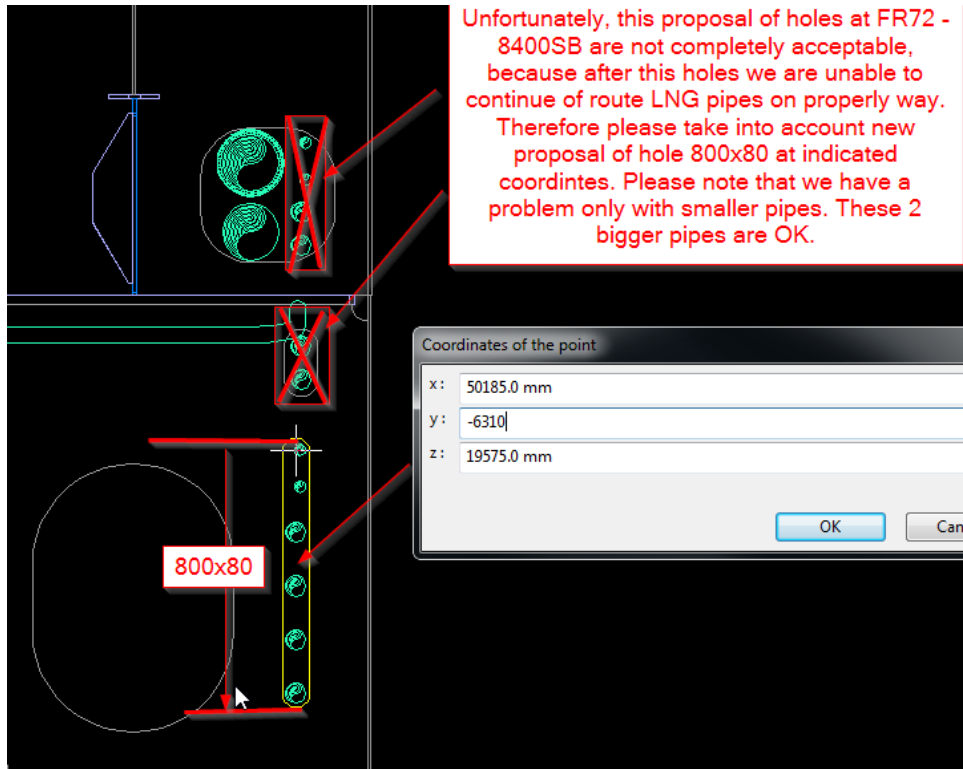 Unfortunately, this proposal of holes at FR72 -
8400SB are not completely acceptable,
because after this holes we are unable to
continue of route LNG pipes on properly way.
Therefore please take into account new
proposal of hole 800x80 at indicated
coordintes. Please note that we have a
problem only with smaller pipes. These 2
bigger pipes are OK.
Coordinates of the point
x: 50185.0 mm
y: -6310
z: 19575.0 mm
OK Can
800x80